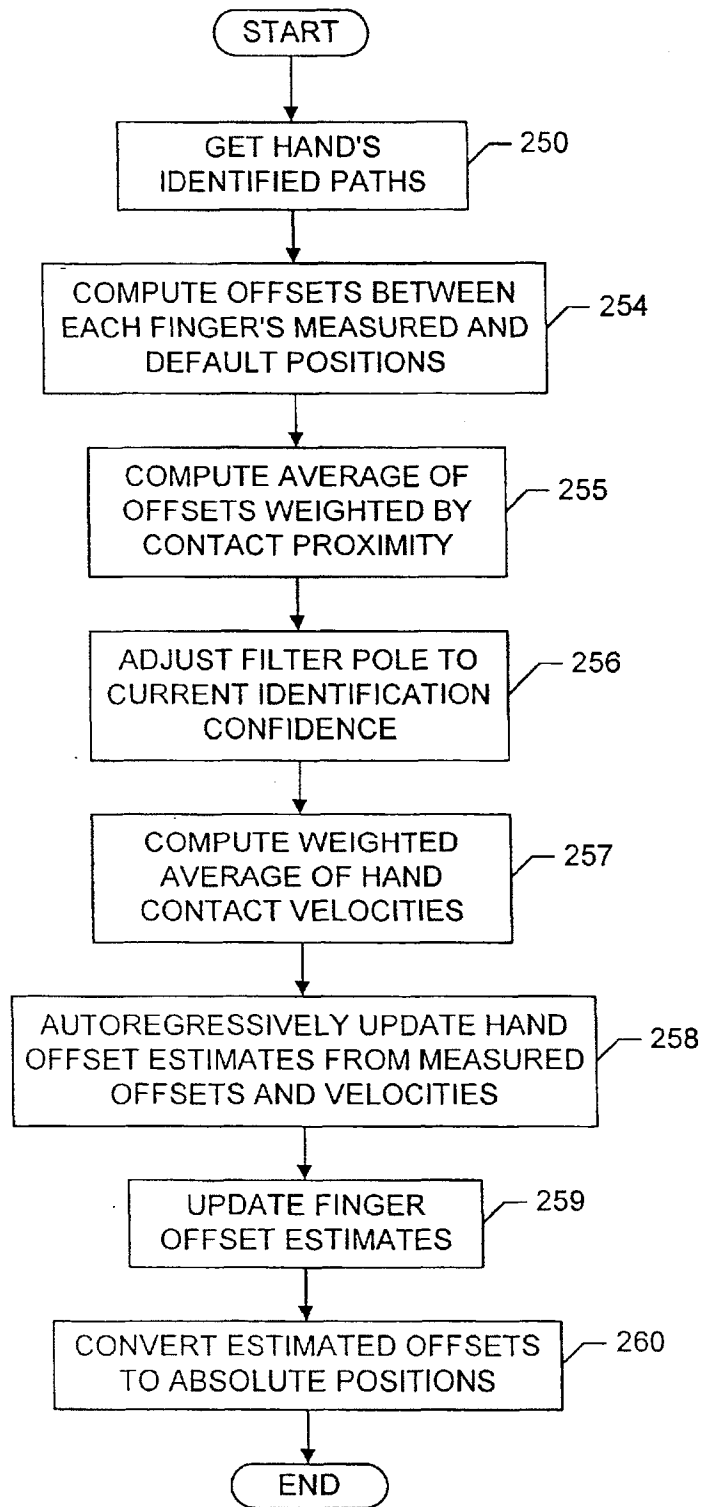 START
GET HAND'S
IDENTIFIED PATHS
250
COMPUTE OFFSETS BETWEEN
EACH FINGER'S MEASURED AND
DEFAULT POSITIONS
254
COMPUTE AVERAGE OF
OFFSETS WEIGHTED BY
CONTACT PROXIMITY
255
ADJUST FILTER POLE TO
CURRENT IDENTIFICATION
CONFIDENCE
256
COMPUTE WEIGHTED
AVERAGE OF HAND
CONTACT VELOCITIES
257
AUTOREGRESSIVELY UPDATE HAND
OFFSET ESTIMATES FROM MEASURED
OFFSETS AND VELOCITIES
258
UPDATE FINGER
OFFSET ESTIMATES
259
CONVERT ESTIMATED OFFSETS
TO ABSOLUTE POSITIONS
260
END